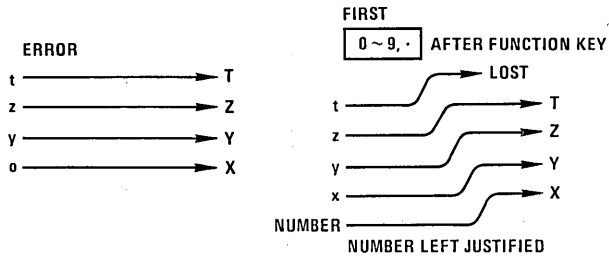 ERROR
t T
z Z
y Y
o X
FIRST
0 ~ 9, · AFTER FUNCTION KEY
LOST
t T
z Z
y Y
x X
NUMBER
NUMBER LEFT JUSTIFIED